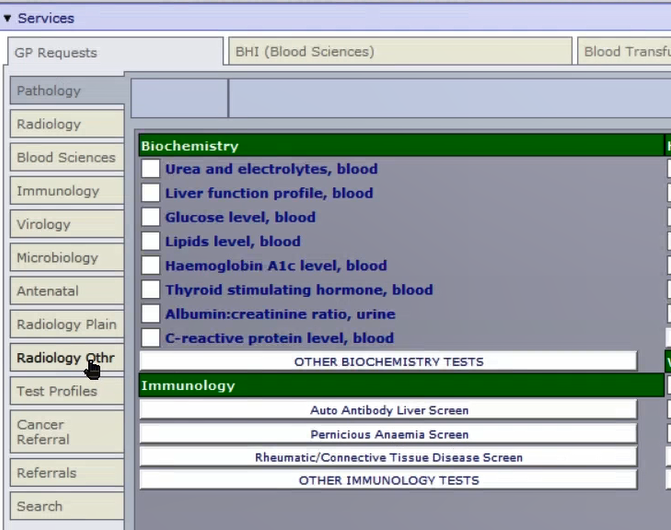 Services
GP Requests
BHI (Blood Sciences)
Pathology
Radiology
Blood Sciences
Immunology
Virology
Microbiology
Antenatal
Radiology Plain
Radiology Othr
Test Profiles
Cancer
Referral
Referrals
Search
Biochemistry
Urea and electrolytes, blood
Liver function profile, blood
Glucose level, blood
Lipids level, blood
Haemoglobin A1c level, blood
Thyroid stimulating hormone, blood
Albumin:creatinine ratio, urine
C-reactive protein level, blood
OTHER BIOCHEMISTRY TESTS
Immunology
Auto Antibody Liver Screen
Pernicious Anaemia Screen
Rheumatic/Connective Tissue Disease Screen
OTHER IMMUNOLOGY TESTS
Blood Transfu